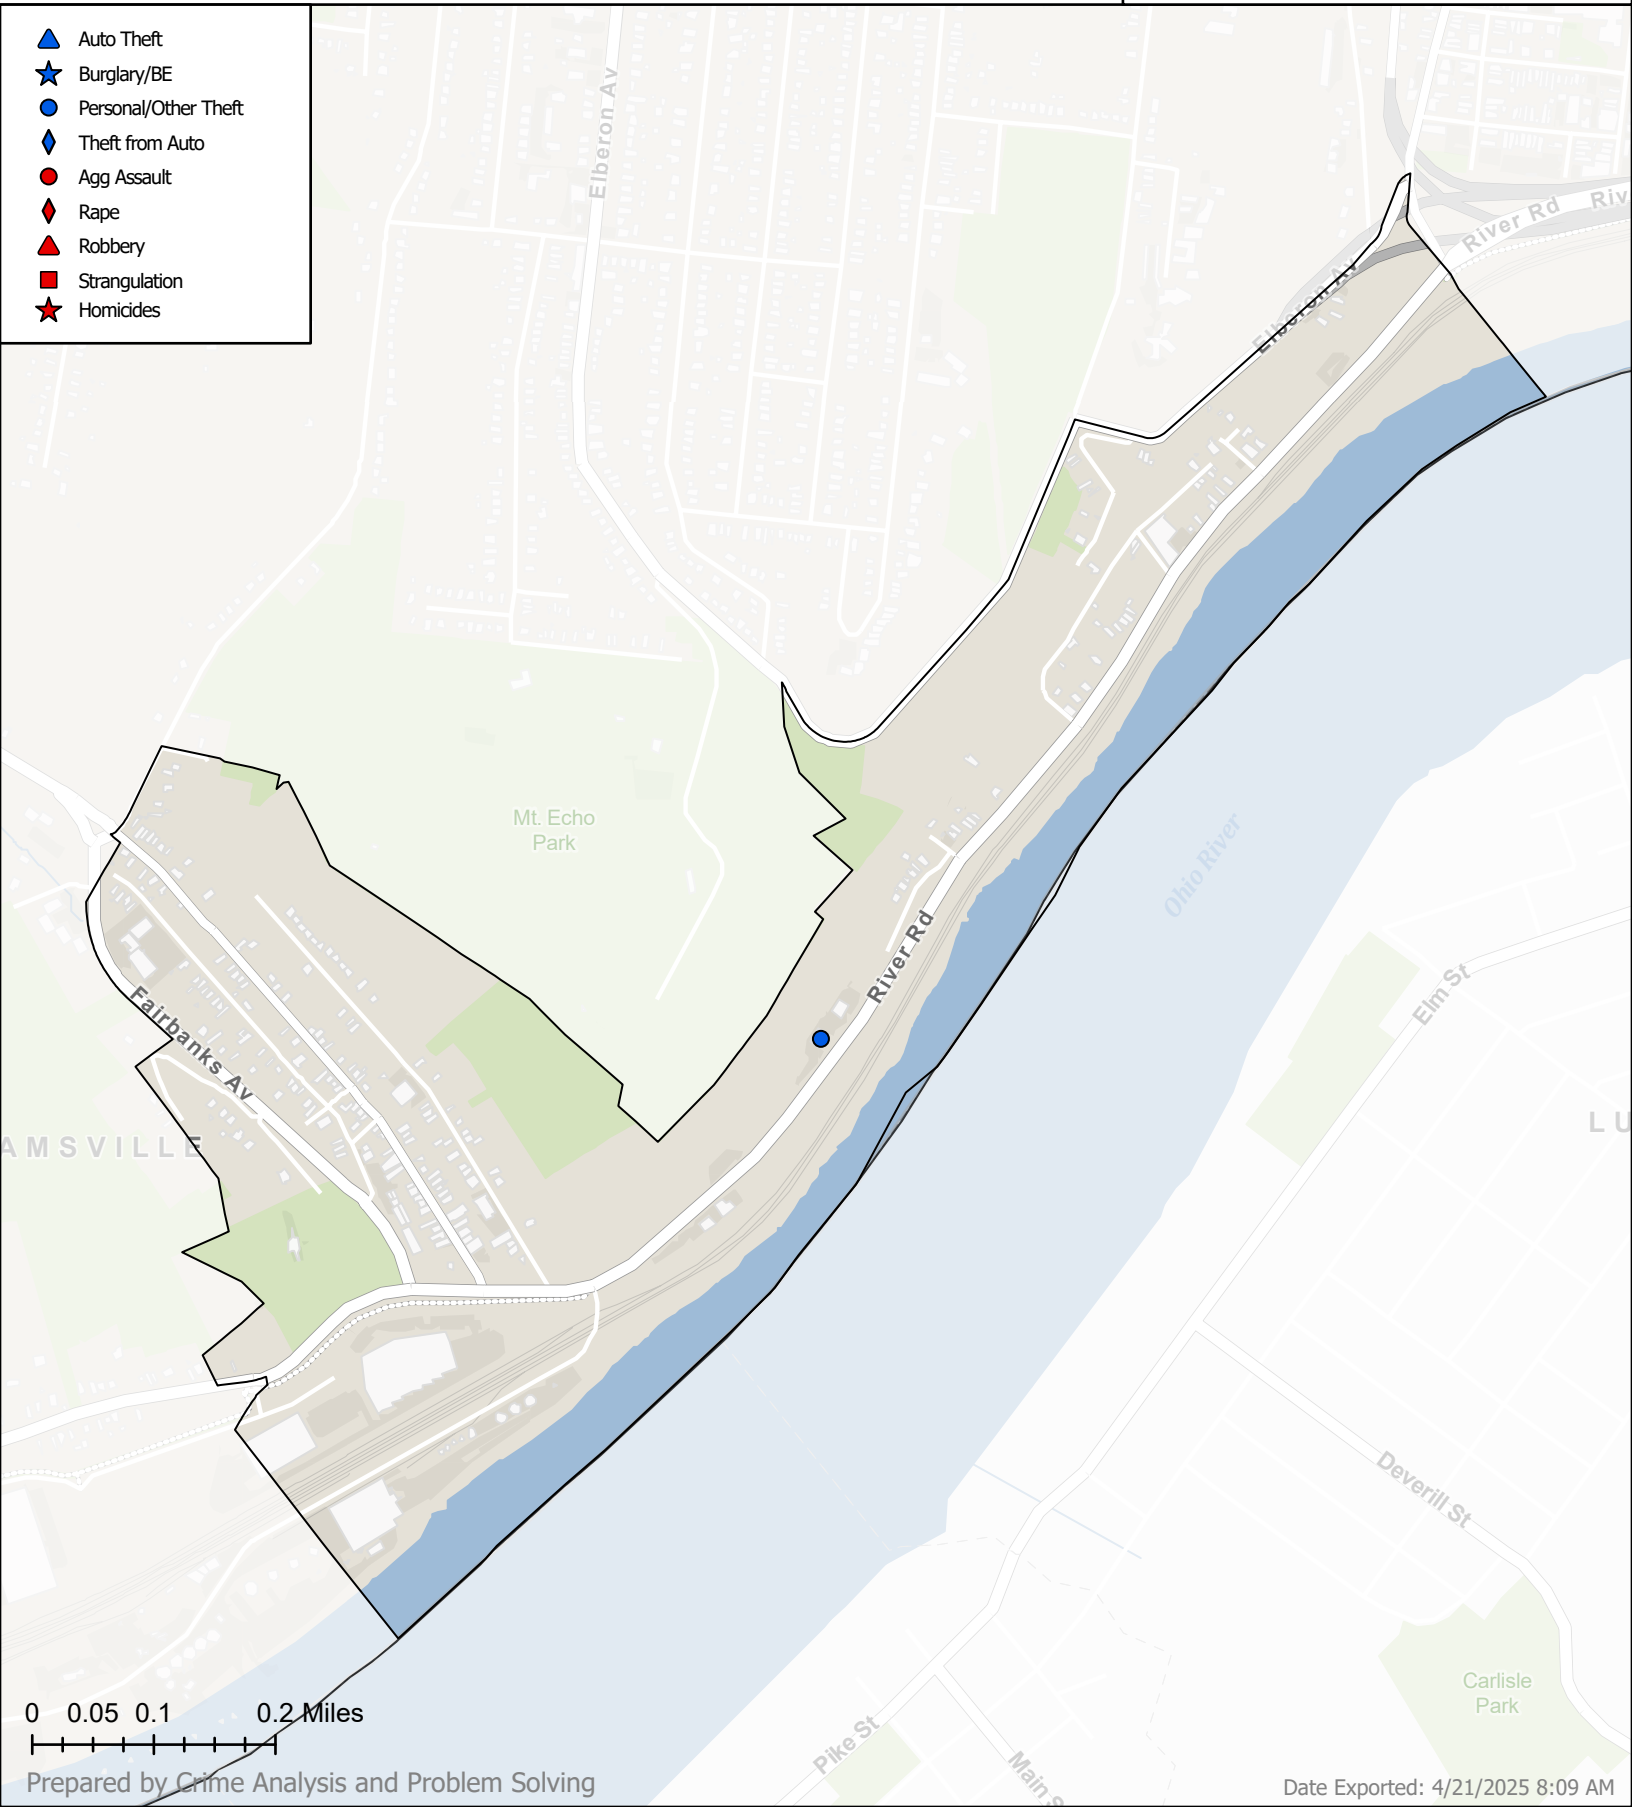 Auto Theft
Burglary/BE
Personal/Other Theft
Theft from Auto
Agg Assault
Rape
Robbery
Strangulation
Homicides
Elberon Av
River Rd
Riv
Elberon Av
Mt. Echo
Park
Ohio River
River Rd
Elm St
Fairbanks Av
AMSVILLE
LU
Deverill St
Carlisle
Park
Pike St
Main S
0 0.05 0.1 0.2 Miles
Prepared by Crime Analysis and Problem Solving
Date Exported: 4/21/2025 8:09 AM